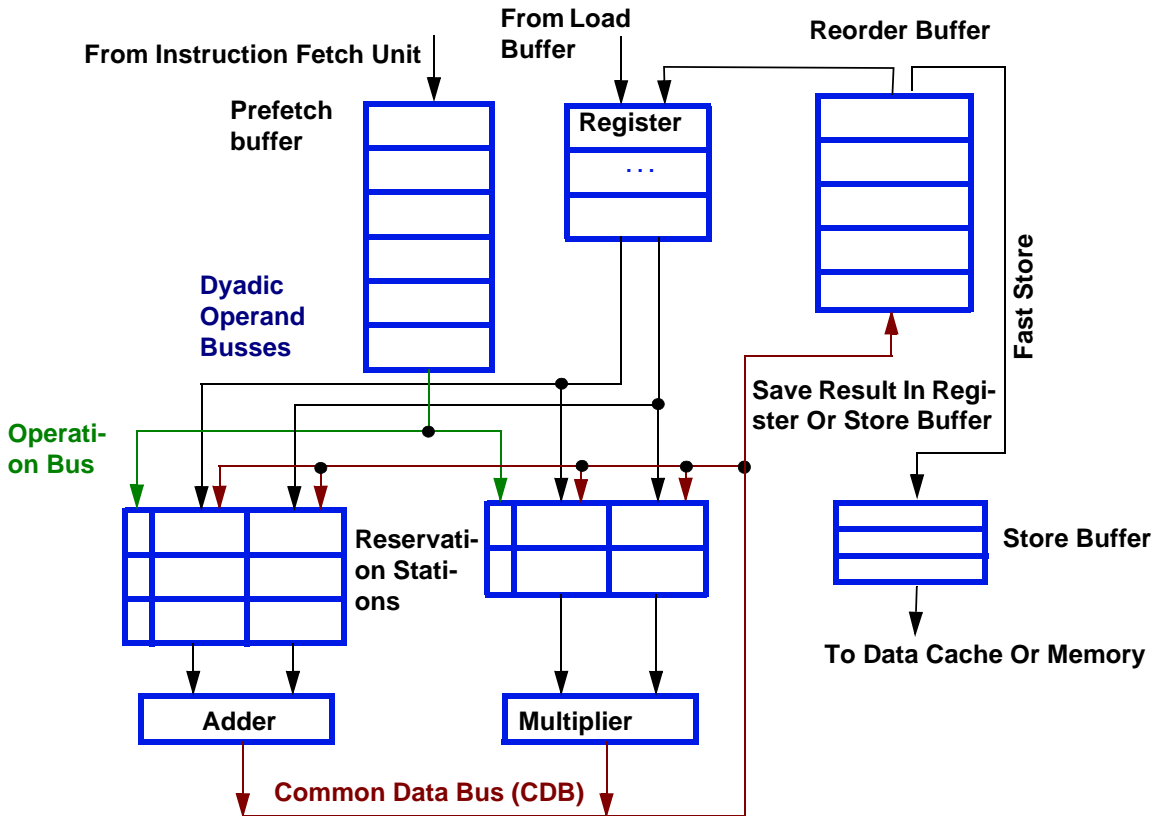 From Load
Buffer
Reorder Buffer
From Instruction Fetch Unit
Prefetch
buffer
Register
. . .
Dyadic
Operand
Busses
Fast Store
Save Result In Regi-
ster Or Store Buffer
Operati-
on Bus
Reservati-
on Stati-
ons
Store Buffer
To Data Cache Or Memory
Adder
Multiplier
Common Data Bus (CDB)